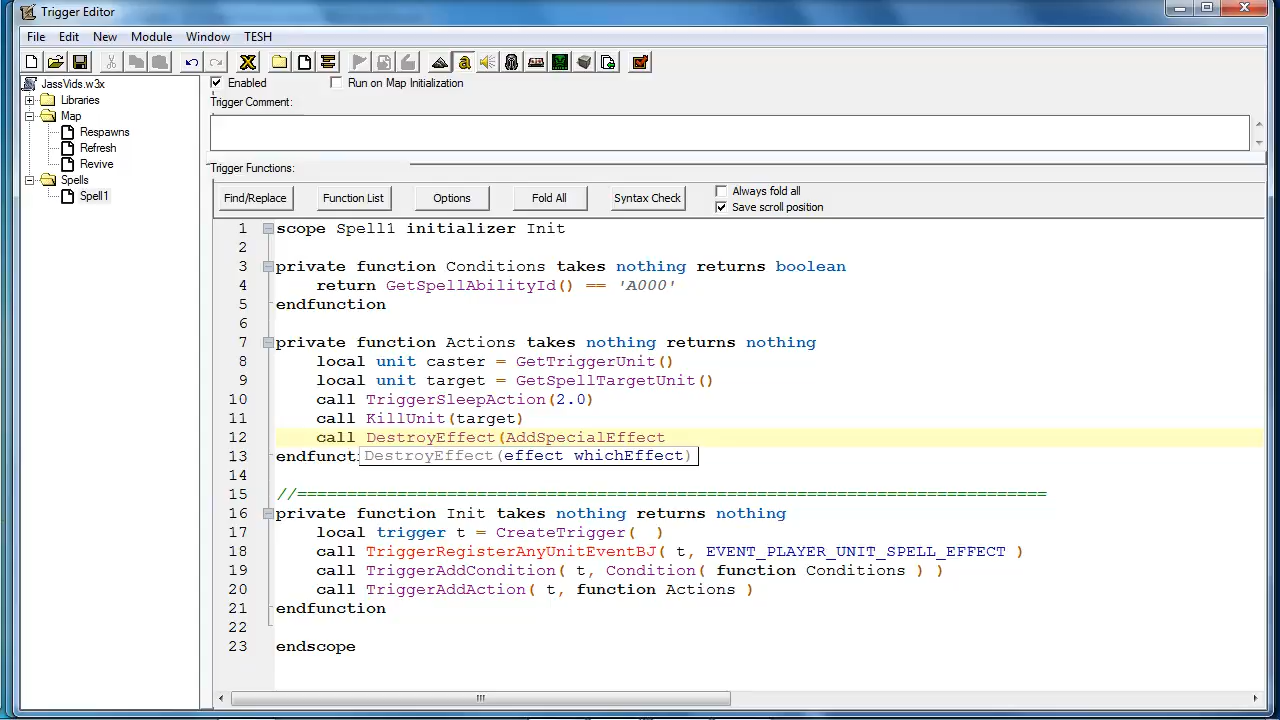 Trigger Editor
File Edit New Module Window TESH
JassVids.w3x
Libraries
Map
Respawns
Refresh
Revive
Spells
Spell1
Enabled Run on Map Initialization
Trigger Comment:
Trigger Functions:
Find/Replace Function List Options Fold All Syntax Check
Always fold all
Save scroll position
1 scope Spell1 initializer Init
2
3 private function Conditions takes nothing returns boolean
4 return GetSpellAbilityId() == 'A000'
5 endfunction
6
7 private function Actions takes nothing returns nothing
8 local unit caster = GetTriggerUnit()
9 local unit target = GetSpellTargetUnit()
10 call TriggerSleepAction(2.0)
11 call KillUnit(target)
12 call DestroyEffect(AddSpecialEffect
13 endfuncti DestroyEffect(effect whichEffect)
14
15 //===========================================================================
16 private function Init takes nothing returns nothing
17 local trigger t = CreateTrigger(  )
18 call TriggerRegisterAnyUnitEventBJ( t, EVENT_PLAYER_UNIT_SPELL_EFFECT )
19 call TriggerAddCondition( t, Condition( function Conditions ) )
20 call TriggerAddAction( t, function Actions )
21 endfunction
22
23 endscope